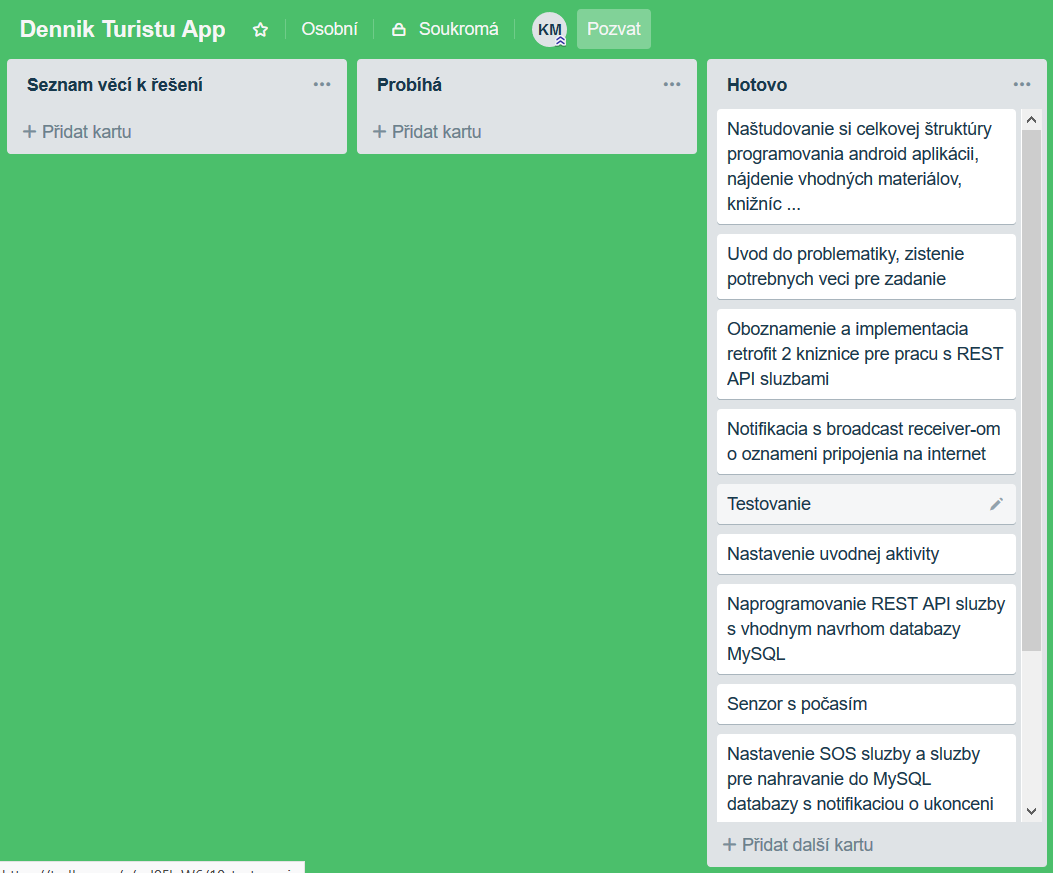 Dennik Turistu App
Osobní
Soukromá
KM
Pozvat
Seznam věcí k řešení
+ Přidat kartu
Probíhá
+ Přidat kartu
Hotovo
Naštudovanie si celkovej štruktúry
programovania android aplikácii,
nájdenie vhodných materiálov,
knižníc ...
Uvod do problematiky, zistenie
potrebnych veci pre zadanie
Oboznamenie a implementacia
retrofit 2 kniznice pre pracu s REST
API sluzbami
Notifikacia s broadcast receiver-om
o oznameni pripojenia na internet
Testovanie
Nastavenie uvodnej aktivity
Naprogramovanie REST API sluzby
s vhodnym navrhom databazy
MySQL
Senzor s počasím
Nastavenie SOS sluzby a sluzby
pre nahravanie do MySQL
databazy s notifikaciou o ukonceni
+ Přidat další kartu